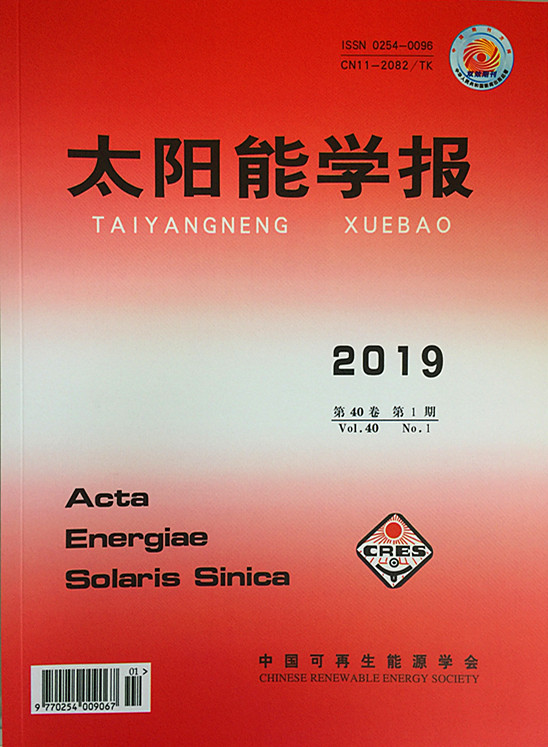 ISSN 0254-0096
CN11-2082/TK
太阳能学报
TAIYANGNENG XUEBAO
2019
第 40 卷 第 1 期
Vol.40 No.1
Acta
Energiae
Solaris Sinica
CRES
中国可再生能源学会
CHINESE RENEWABLE ENERGY SOCIETY
01 >
9 770254 009067